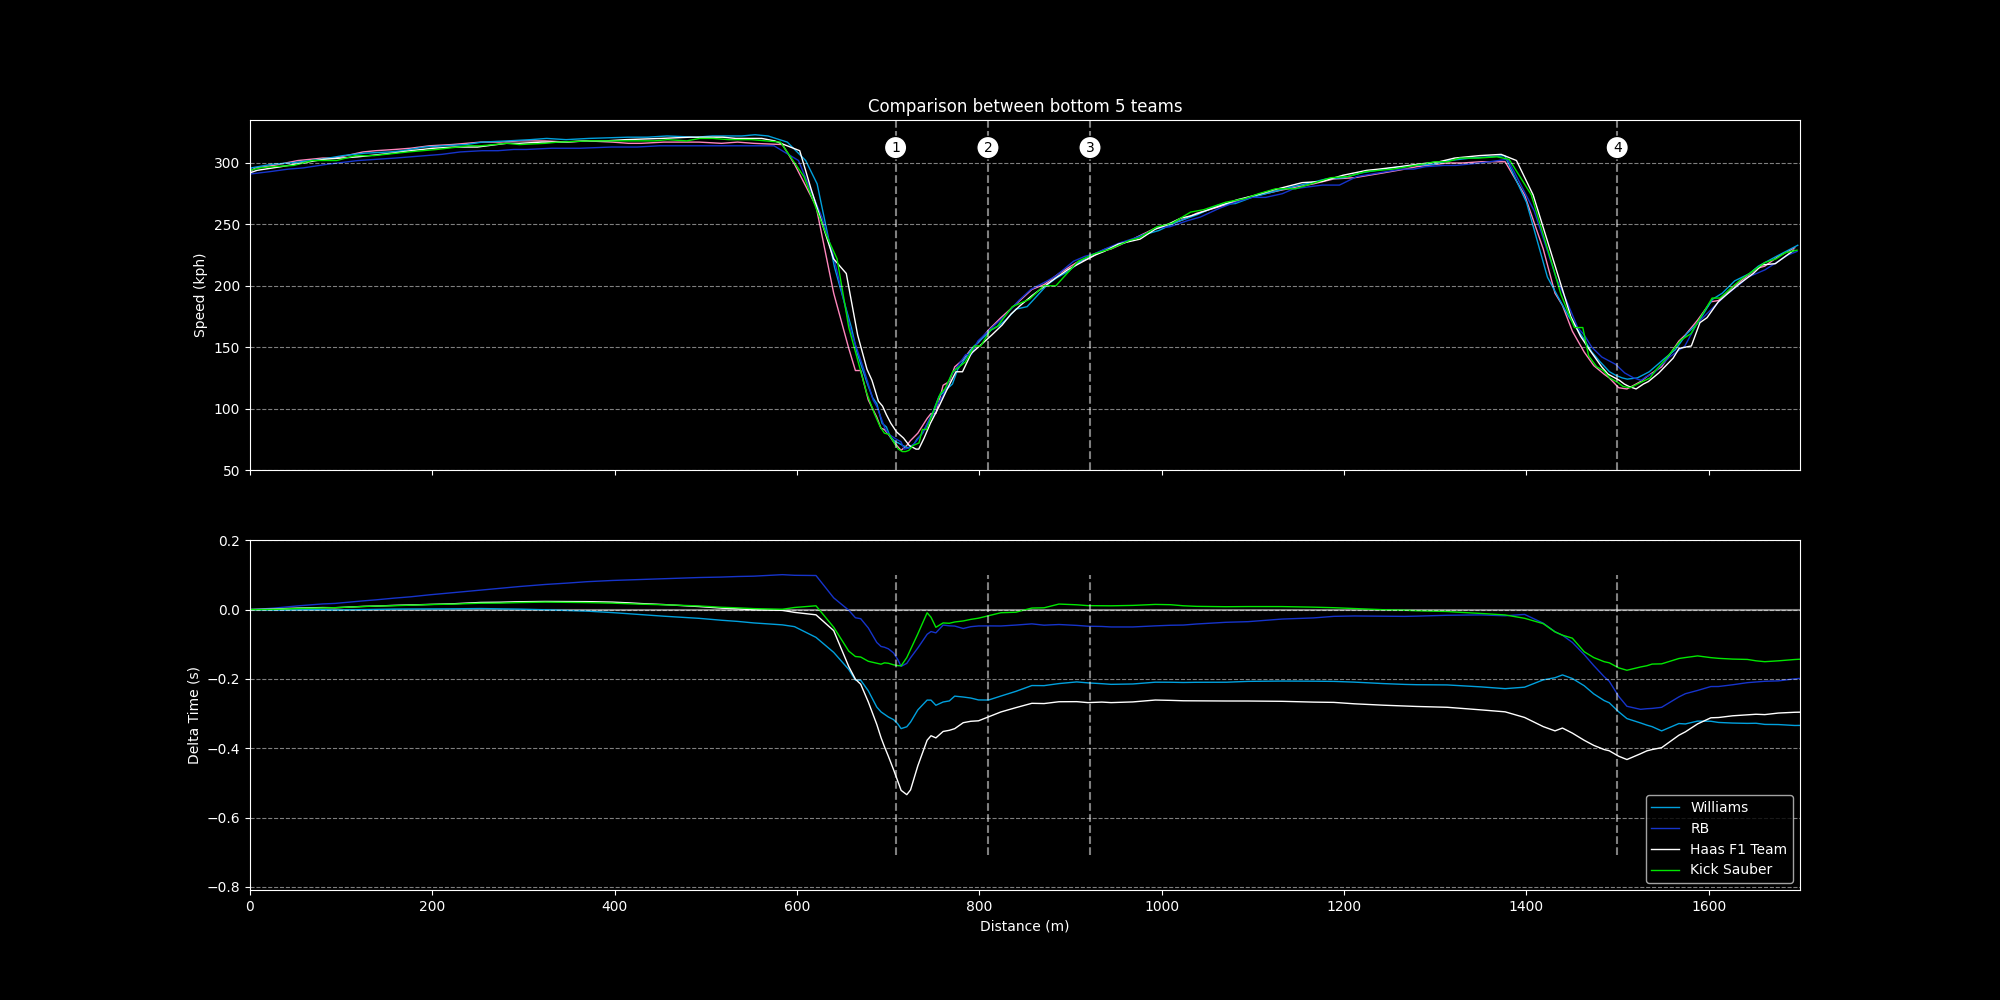 Comparison between bottom 5 teams
1 2 3 4
300
250
200
150
100
50
Speed (kph)
0.2
0.0
−0.2
−0.4
−0.6
−0.8
Delta Time (s)
Williams
RB
Haas F1 Team
Kick Sauber
0 200 400 600 800 1000 1200 1400 1600
Distance (m)